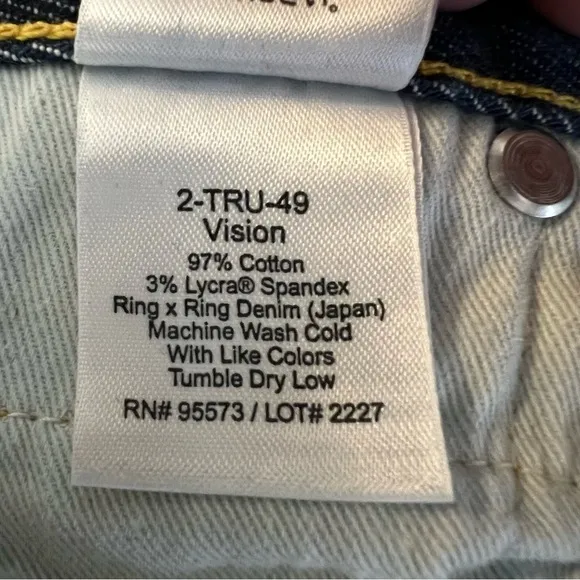 2-TRU-49
Vision
97% Cotton
3% Lycra® Spandex
Ring x Ring Denim (Japan)
Machine Wash Cold
With Like Colors
Tumble Dry Low
RN# 95573 / LOT# 2227